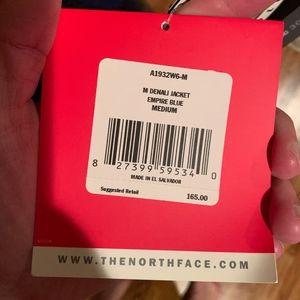 A1932W6-M
M DENALI JACKET
EMPIRE BLUE
MEDIUM
8 27399 59534 0
MADE IN EL SALVADOR
Suggested Retail 165.00
WWW.THENORTHFACE.COM